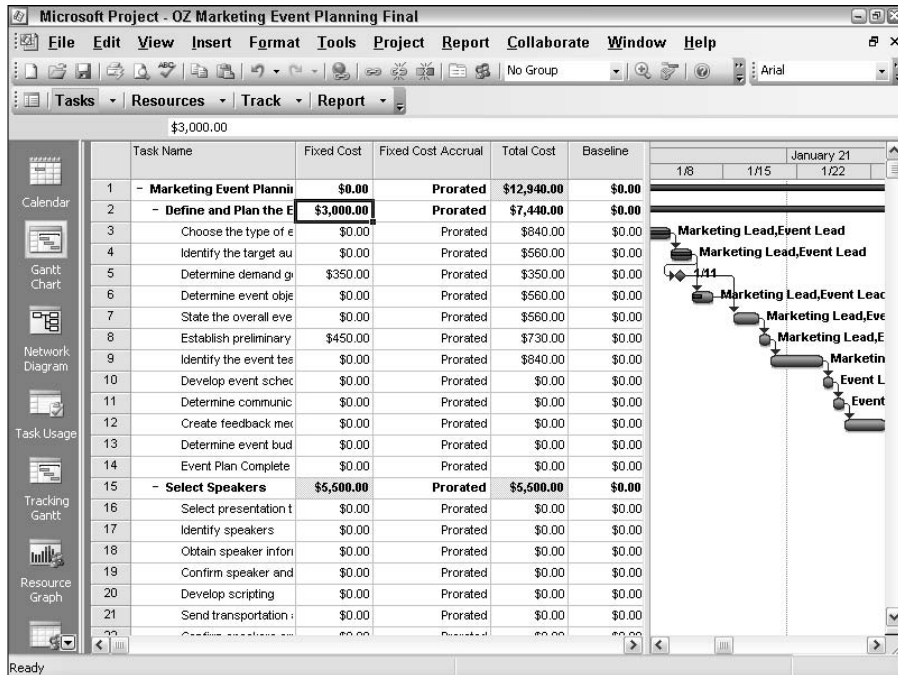 Microsoft Project - OZ Marketing Event Planning Final
File Edit View Insert Format Tools Project Report Collaborate Window Help
No Group Arial
Tasks Resources Track Report
$3,000.00
Task Name Fixed Cost Fixed Cost Accrual Total Cost Baseline
January 21
1/8 1/15 1/22
1 - Marketing Event Plannin $0.00 Prorated $12,940.00 $0.00
2 - Define and Plan the E $3,000.00 Prorated $7,440.00 $0.00
3 Choose the type of e $0.00 Prorated $840.00 $0.00 Marketing Lead,Event Lead
4 Identify the target au $0.00 Prorated $560.00 $0.00 Marketing Lead,Event Lead
5 Determine demand g $350.00 Prorated $350.00 $0.00 1/11
6 Determine event obje $0.00 Prorated $560.00 $0.00 Marketing Lead,Event Lead
7 State the overall eve $0.00 Prorated $560.00 $0.00 Marketing Lead,Eve
8 Establish preliminary $450.00 Prorated $730.00 $0.00 Marketing Lead,E
9 Identify the event tea $0.00 Prorated $840.00 $0.00 Marketin
10 Develop event sched $0.00 Prorated $0.00 $0.00 Event L
11 Determine communic $0.00 Prorated $0.00 $0.00 Event
12 Create feedback mec $0.00 Prorated $0.00 $0.00
13 Determine event bud $0.00 Prorated $0.00 $0.00
14 Event Plan Complete $0.00 Prorated $0.00 $0.00
15 - Select Speakers $5,500.00 Prorated $5,500.00 $0.00
16 Select presentation t $0.00 Prorated $0.00 $0.00
17 Identify speakers $0.00 Prorated $0.00 $0.00
18 Obtain speaker infor $0.00 Prorated $0.00 $0.00
19 Confirm speaker and $0.00 Prorated $0.00 $0.00
20 Develop scripting $0.00 Prorated $0.00 $0.00
21 Send transportation $0.00 Prorated $0.00 $0.00
Calendar
Gantt
Chart
Network
Diagram
Task Usage
Tracking
Gantt
Resource
Graph
Ready